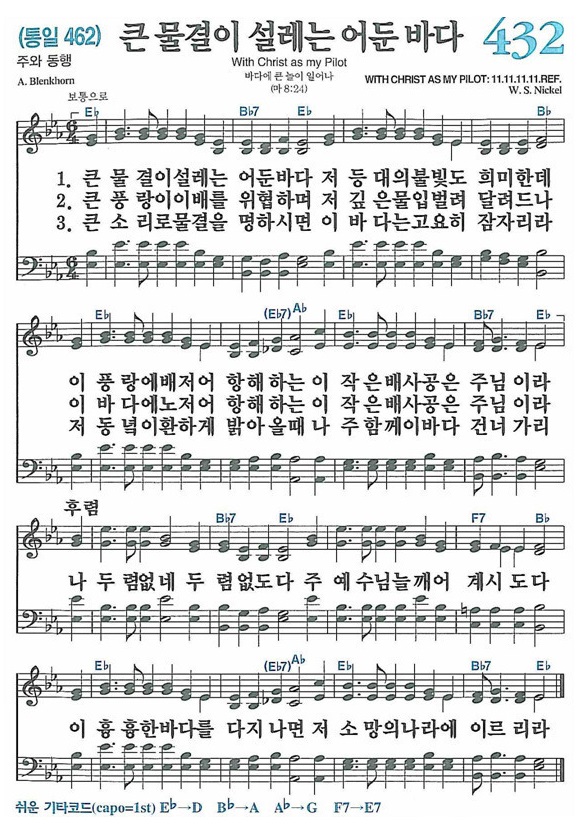 (통일 462) 큰 물결이 설레는 어둔 바다 432
주와 동행
With Christ as my Pilot
바다에 큰 놀이 일어나
(마 8:24)
A. Blenkhorn
WITH CHRIST AS MY PILOT: 11.11.11.11.REF.
W. S. Nickel
보통으로
E♭ B♭7 E♭ B♭
6 4
1. 큰 물 결이설레는 어둔바다 저 등 대의불빛도 희미한데
2. 큰 풍 랑이이배를 위협하며 저 깊 은물입벌려 달려드나
3. 큰 소 리로물결을 명하시면 이 바 다는고요히 잠자리라
6 4
E♭ (E♭7) A♭ E♭ B♭7 E♭
이 풍 랑에배저어 항해하는 이 작은배사공은 주님 이라
이 바 다에노저어 항해하는 이 작은배사공은 주님 이라
저 동 녘이환하게 밝아올때 나 주함께이바다 건너 가리
후렴
B♭7 E♭ F7 B♭
나 두 렴없네 두 렴없도다 주 예수님늘깨어 계시 도다
E♭ (E♭7) A♭ E♭ B♭7 E♭
이 흉 흉한바다를 다지나면 저 소 망의나라에 이르 리라
쉬운 기타코드(capo=1st) E♭→D B♭→A A♭→G F7→E7